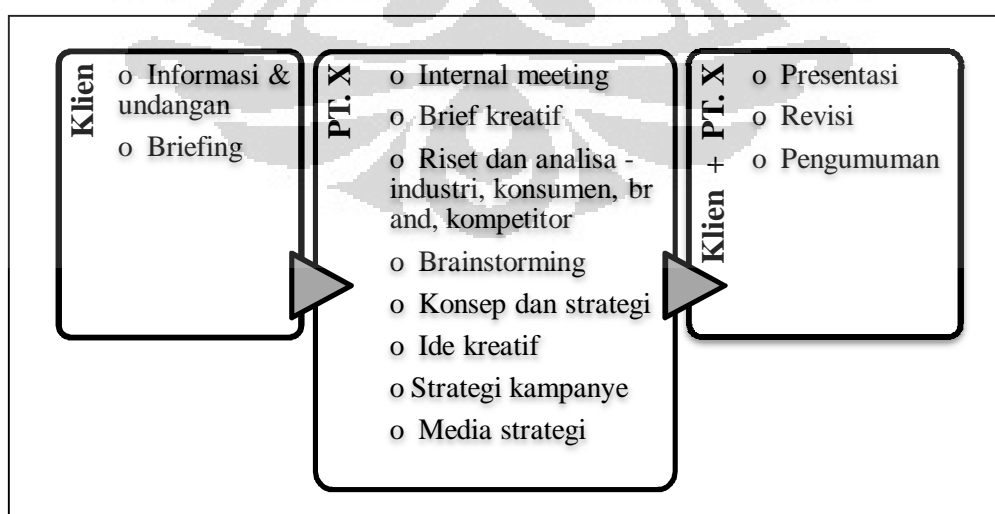 Klien
o Informasi &
undangan
o Briefing
PT. X
o Internal meeting
o Brief kreatif
o Riset dan analisa -
industri, konsumen, br
and, kompetitor
o Brainstorming
o Konsep dan strategi
o Ide kreatif
o Strategi kampanye
o Media strategi
Klien + PT. X
o Presentasi
o Revisi
o Pengumuman